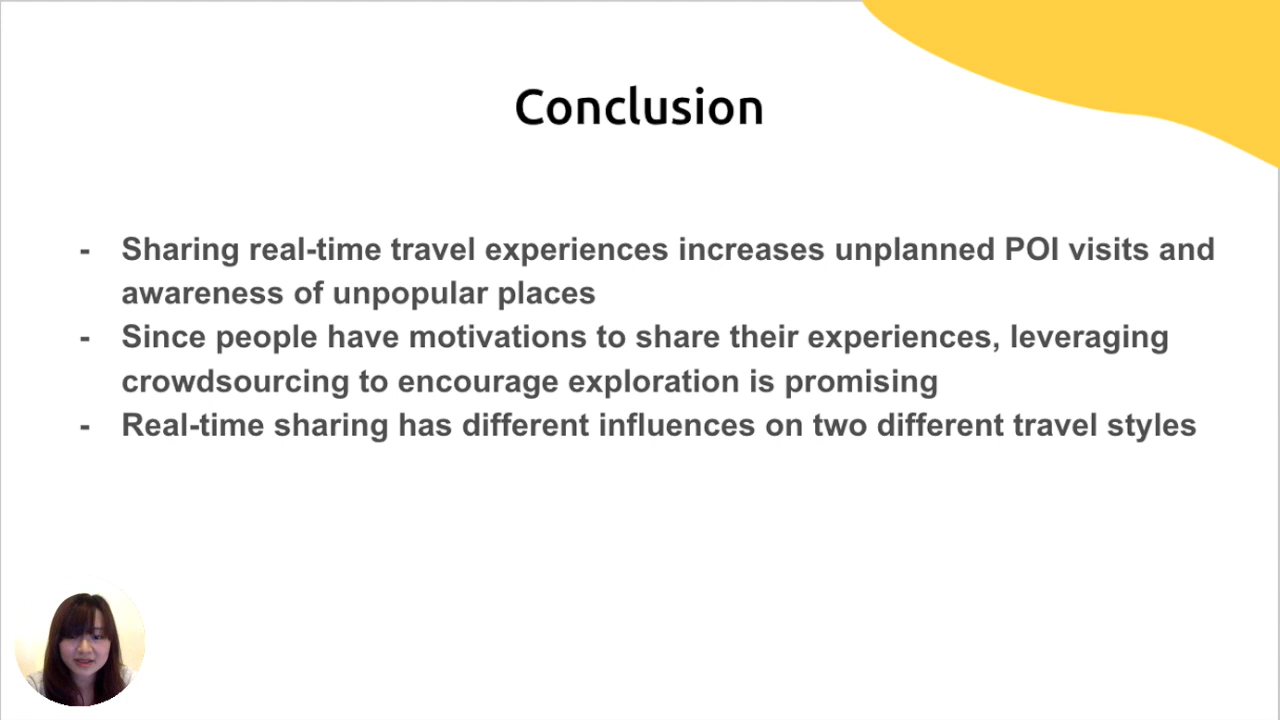 Conclusion
- Sharing real-time travel experiences increases unplanned POI visits and
awareness of unpopular places
- Since people have motivations to share their experiences, leveraging
crowdsourcing to encourage exploration is promising
- Real-time sharing has different influences on two different travel styles